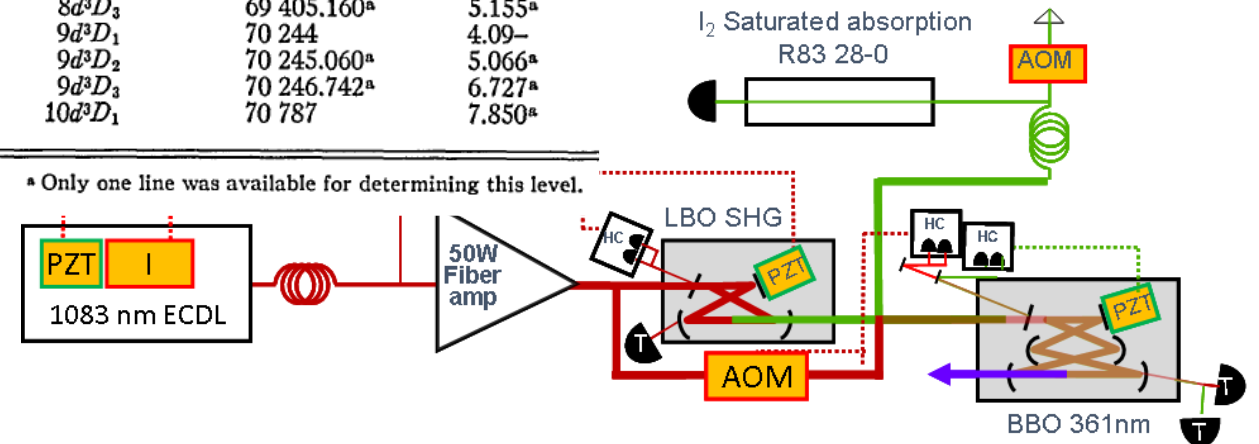 8d³D₃ 69 405.160ᵃ 5.155ᵃ
9d³D₁ 70 244 4.09–
9d³D₂ 70 245.060ᵃ 5.066ᵃ
9d³D₃ 70 246.742ᵃ 6.727ᵃ
10d³D₁ 70 787 7.850ᵃ
ᵃ Only one line was available for determining this level.
I₂ Saturated absorption
R83 28-0
AOM
PZT I
1083 nm ECDL
50W
Fiber
amp
HC
LBO SHG
PZT
T
AOM
HC
HC
PZT
BBO 361nm
T
T